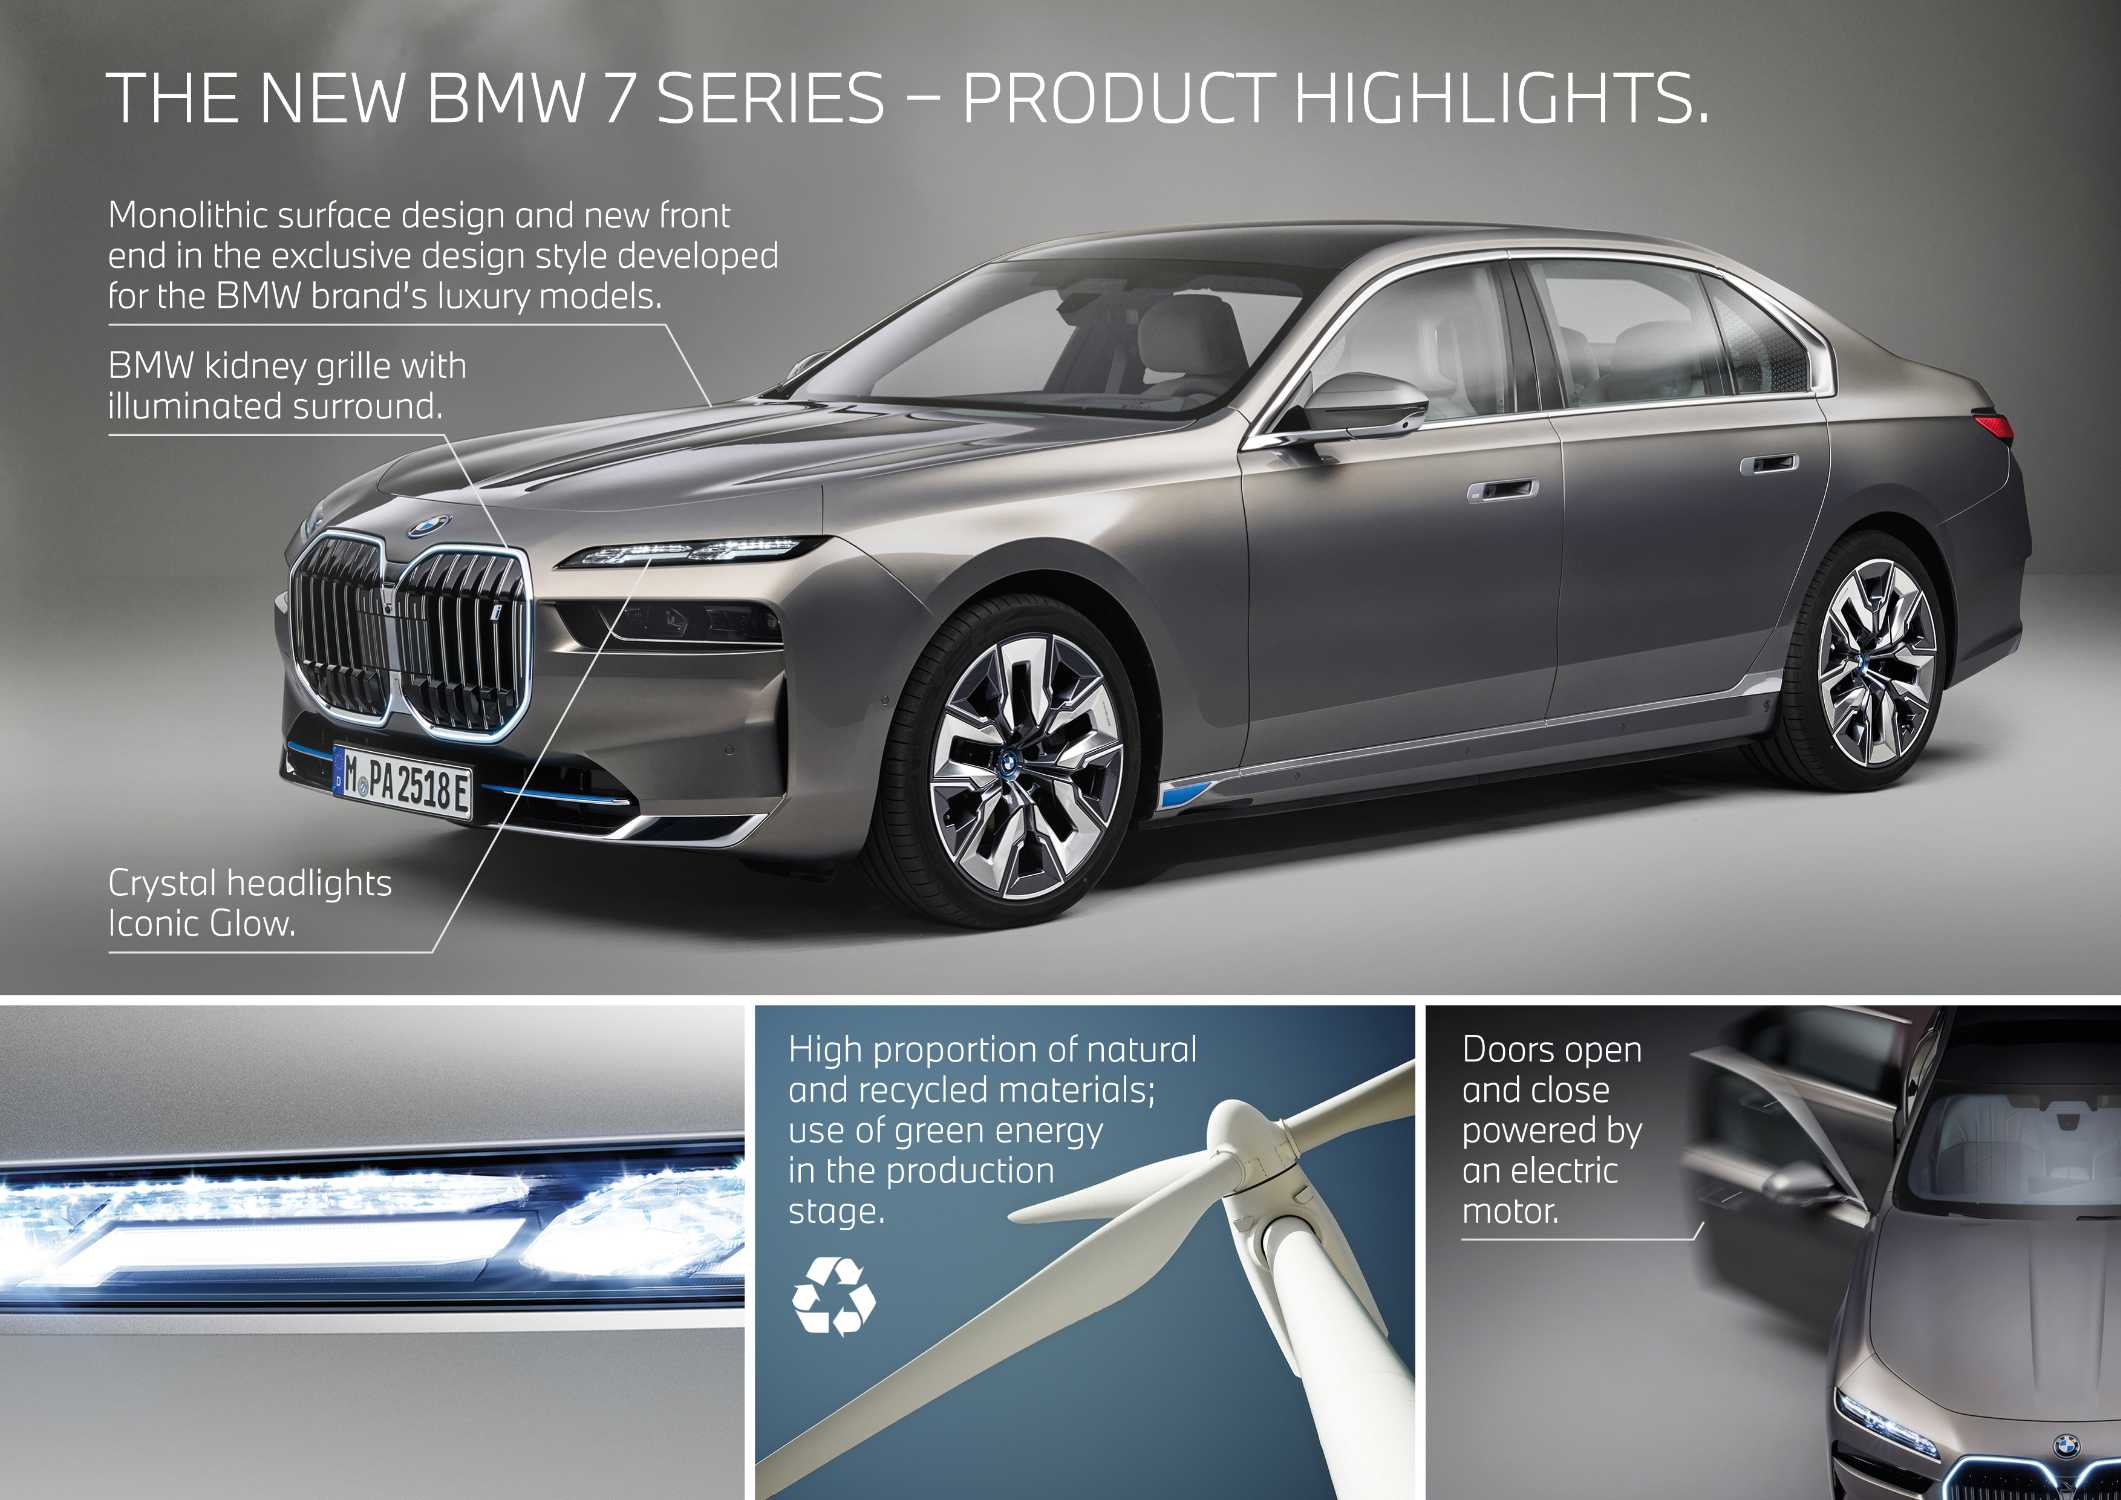 THE NEW BMW 7 SERIES – PRODUCT HIGHLIGHTS.
Monolithic surface design and new front
end in the exclusive design style developed
for the BMW brand's luxury models.
BMW kidney grille with
illuminated surround.
M PA 2518 E
Crystal headlights
Iconic Glow.
High proportion of natural
and recycled materials;
use of green energy
in the production
stage.
Doors open
and close
powered by
an electric
motor.